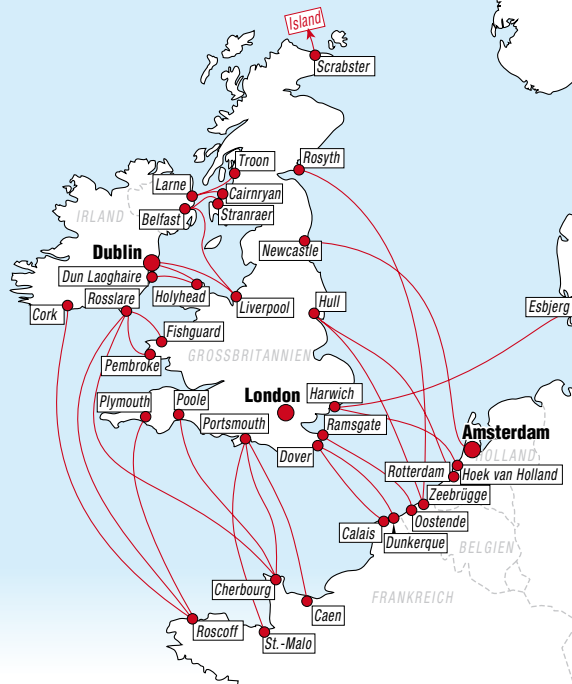 Island
Scrabster
Troon
Rosyth
Larne
Cairnryan
IRLAND
Belfast
Stranraer
Dublin
Newcastle
Dun Laoghaire
Rosslare
Holyhead
Liverpool
Hull
Esbjerg
Cork
Fishguard
GROSSBRITANNIEN
Pembroke
Plymouth
Poole
London
Harwich
Portsmouth
Ramsgate
Amsterdam
Dover
HOLLAND
Rotterdam
Hoek van Holland
Zeebrügge
Calais
Oostende
Dunkerque
BELGIEN
Cherbourg
FRANKREICH
Caen
Roscoff
St.-Malo